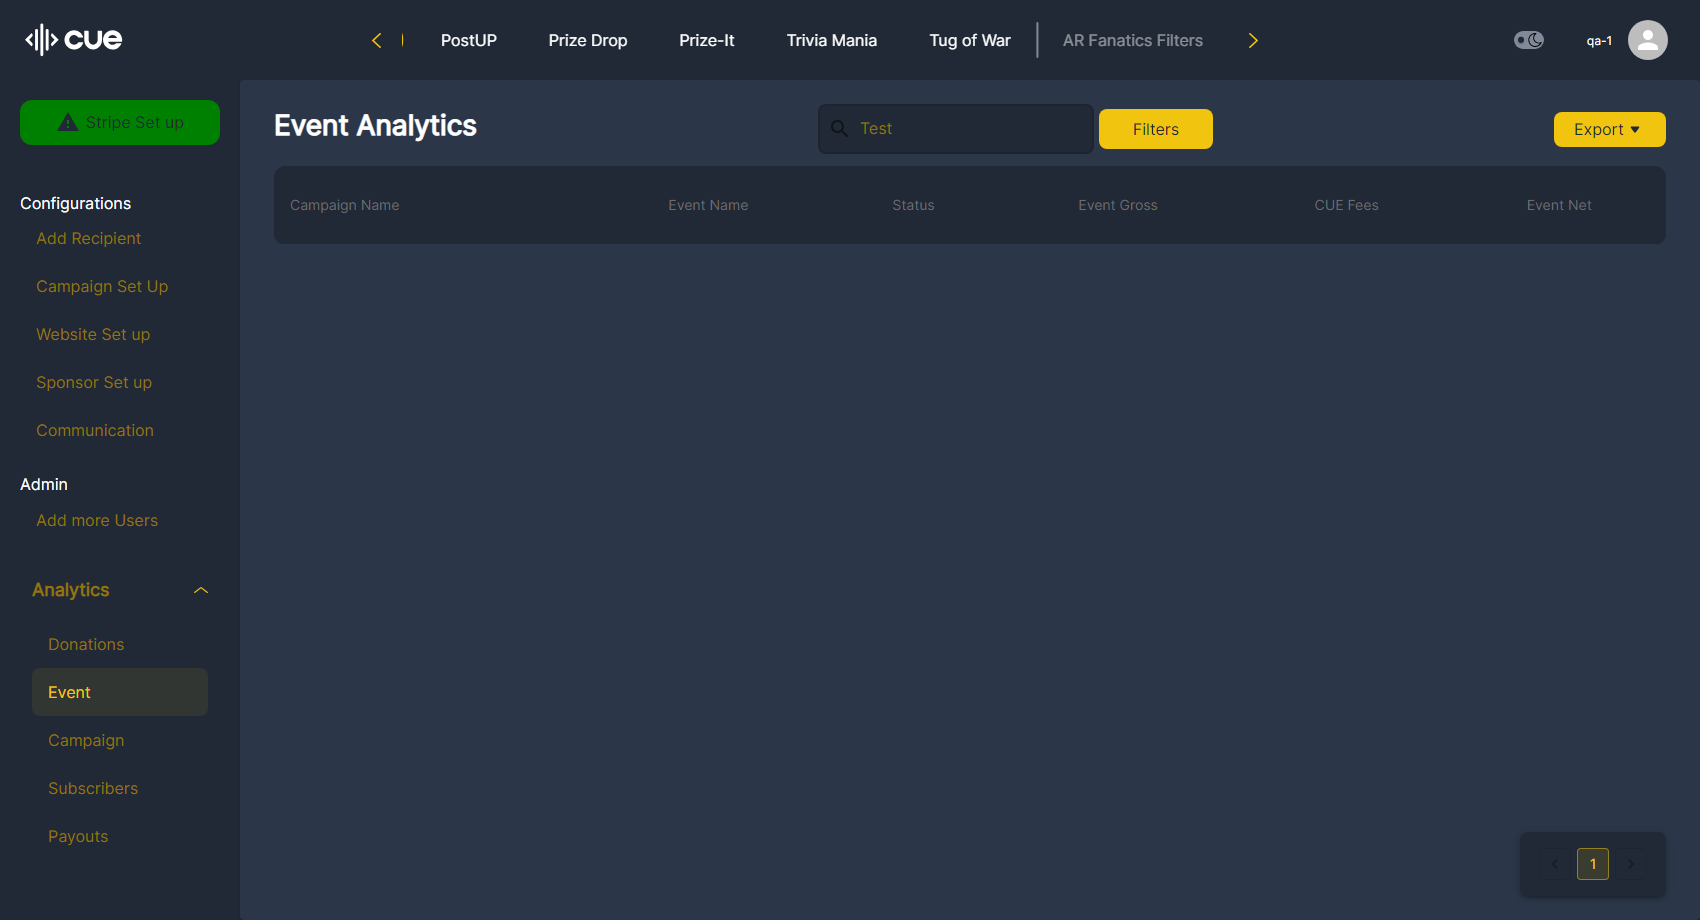 cue
PostUP
Prize Drop
Prize-It
Trivia Mania
Tug of War
AR Fanatics Filters
qa-1
Stripe Set up
Configurations
Add Recipient
Campaign Set Up
Website Set up
Sponsor Set up
Communication
Admin
Add more Users
Analytics
Donations
Event
Campaign
Subscribers
Payouts
Event Analytics
Test
Filters
Export
Campaign Name
Event Name
Status
Event Gross
CUE Fees
Event Net
1